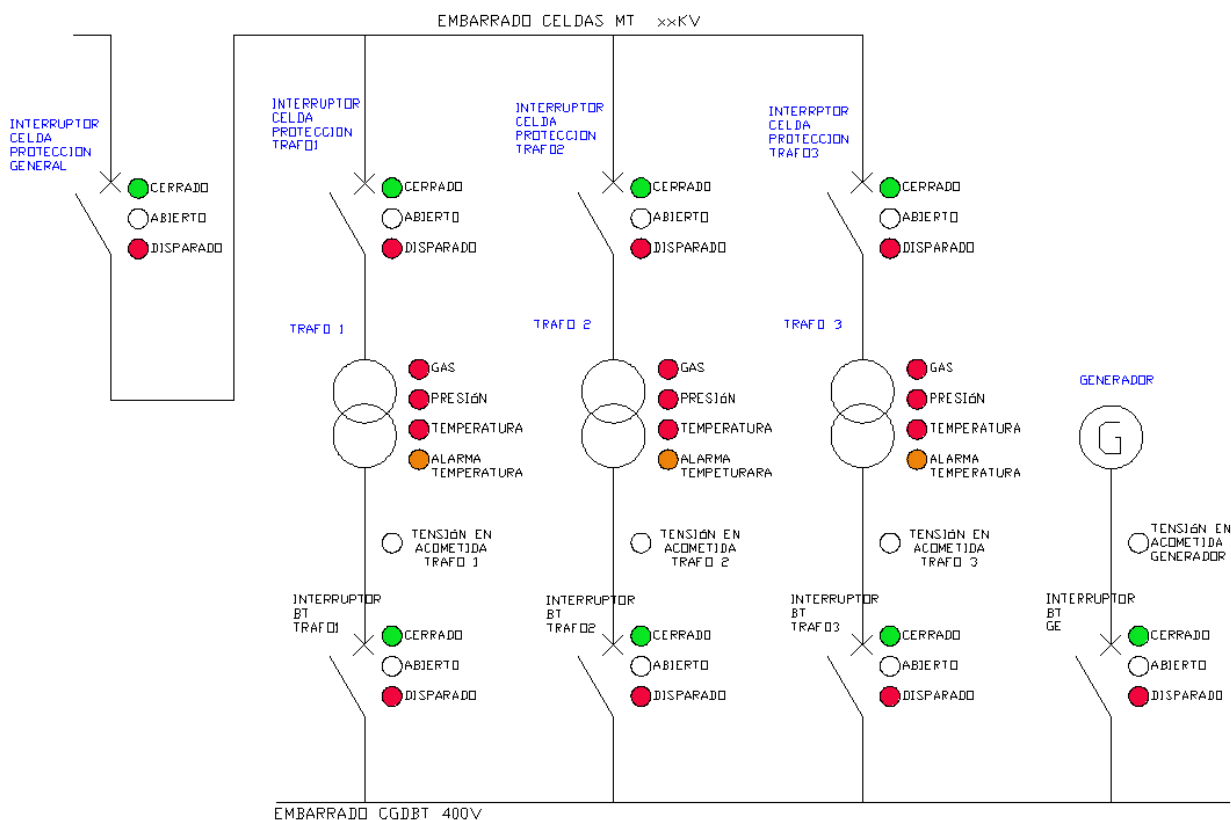 EMBARRADO CELDAS MT xxKV
INTERRUPTOR
CELDA
PROTECCION
GENERAL
CERRADO
ABIERTO
DISPARADO
INTERRUPTOR
CELDA
PROTECCION
TRAFO1
CERRADO
ABIERTO
DISPARADO
INTERRUPTOR
CELDA
PROTECCION
TRAFO2
CERRADO
ABIERTO
DISPARADO
INTERRPTOR
CELDA
PROTECCION
TRAFO3
CERRADO
ABIERTO
DISPARADO
TRAFO 1
GAS
PRESIóN
TEMPERATURA
ALARMA
TEMPERATURA
TRAFO 2
GAS
PRESIóN
TEMPERATURA
ALARMA
TEMPETURARA
TRAFO 3
GAS
PRESIóN
TEMPERATURA
ALARMA
TEMPERATURA
GENERADOR
G
TENSIóN EN
ACOMETIDA
TRAFO 1
TENSIóN EN
ACOMETIDA
TRAFO 2
TENSIóN EN
ACOMETIDA
TRAFO 3
TENSIóN EN
ACOMETIDA
GENERADOR
INTERRUPTOR
BT
TRAFO1
CERRADO
ABIERTO
DISPARADO
INTERRUPTOR
BT
TRAFO2
CERRADO
ABIERTO
DISPARADO
INTERRUPTOR
BT
TRAFO3
CERRADO
ABIERTO
DISPARADO
INTERRUPTOR
BT
GE
CERRADO
ABIERTO
DISPARADO
EMBARRADO CGDBT 400V